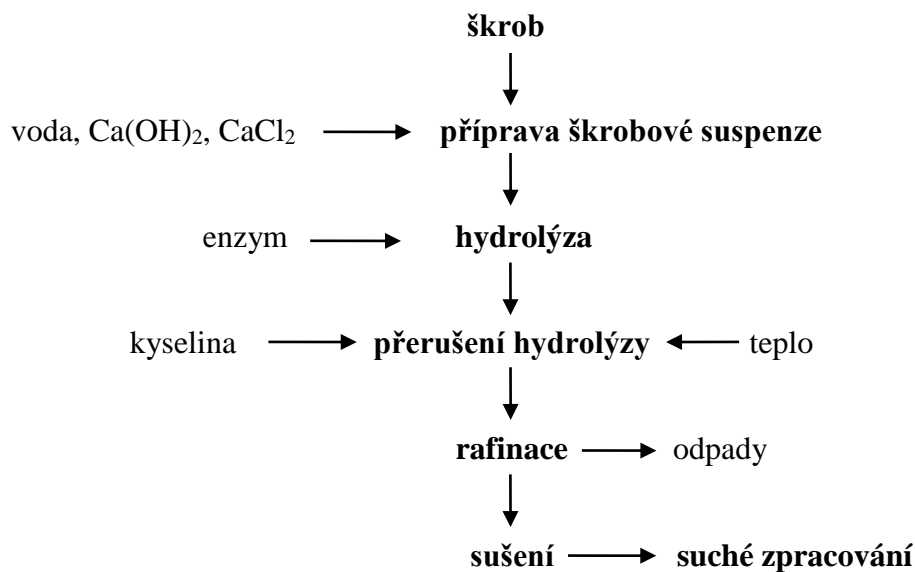 škrob
voda, Ca(OH)₂, CaCl₂ příprava škrobové suspenze
enzym hydrolýza
kyselina přerušení hydrolýzy teplo
rafinace odpady
sušení suché zpracování